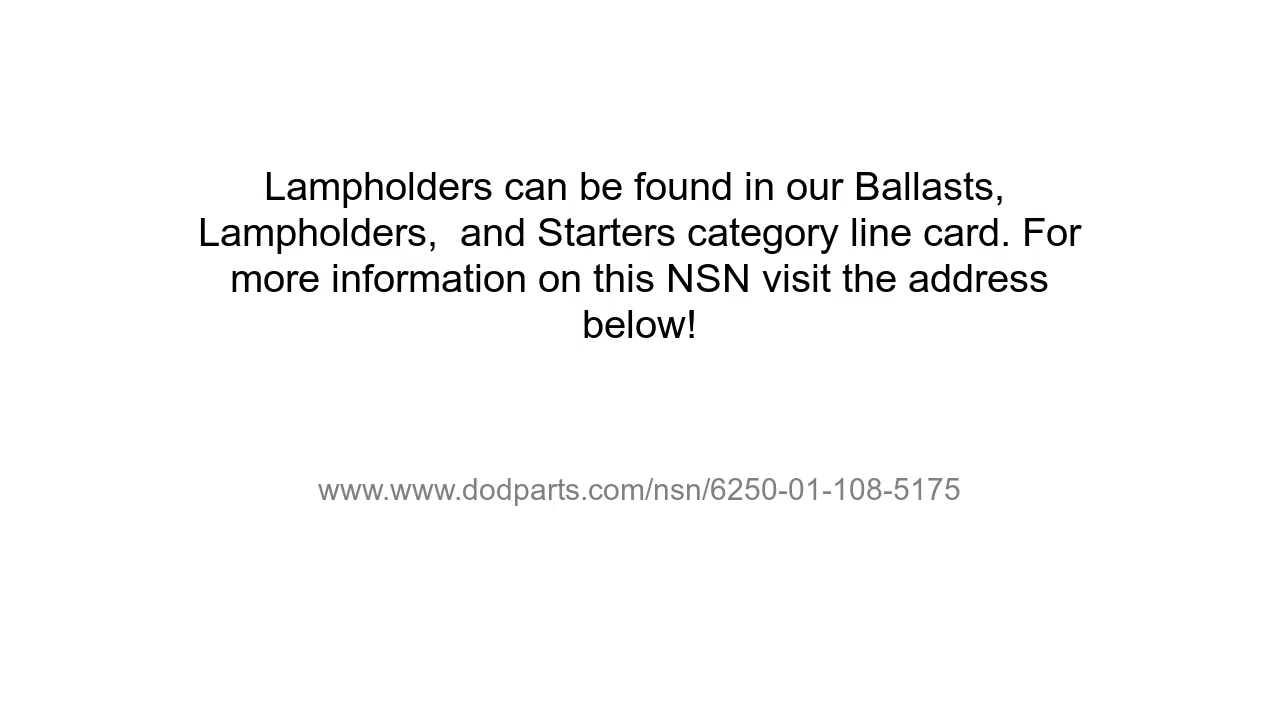 Lampholders can be found in our Ballasts,
Lampholders,  and Starters category line card. For
more information on this NSN visit the address
below!
www.www.dodparts.com/nsn/6250-01-108-5175